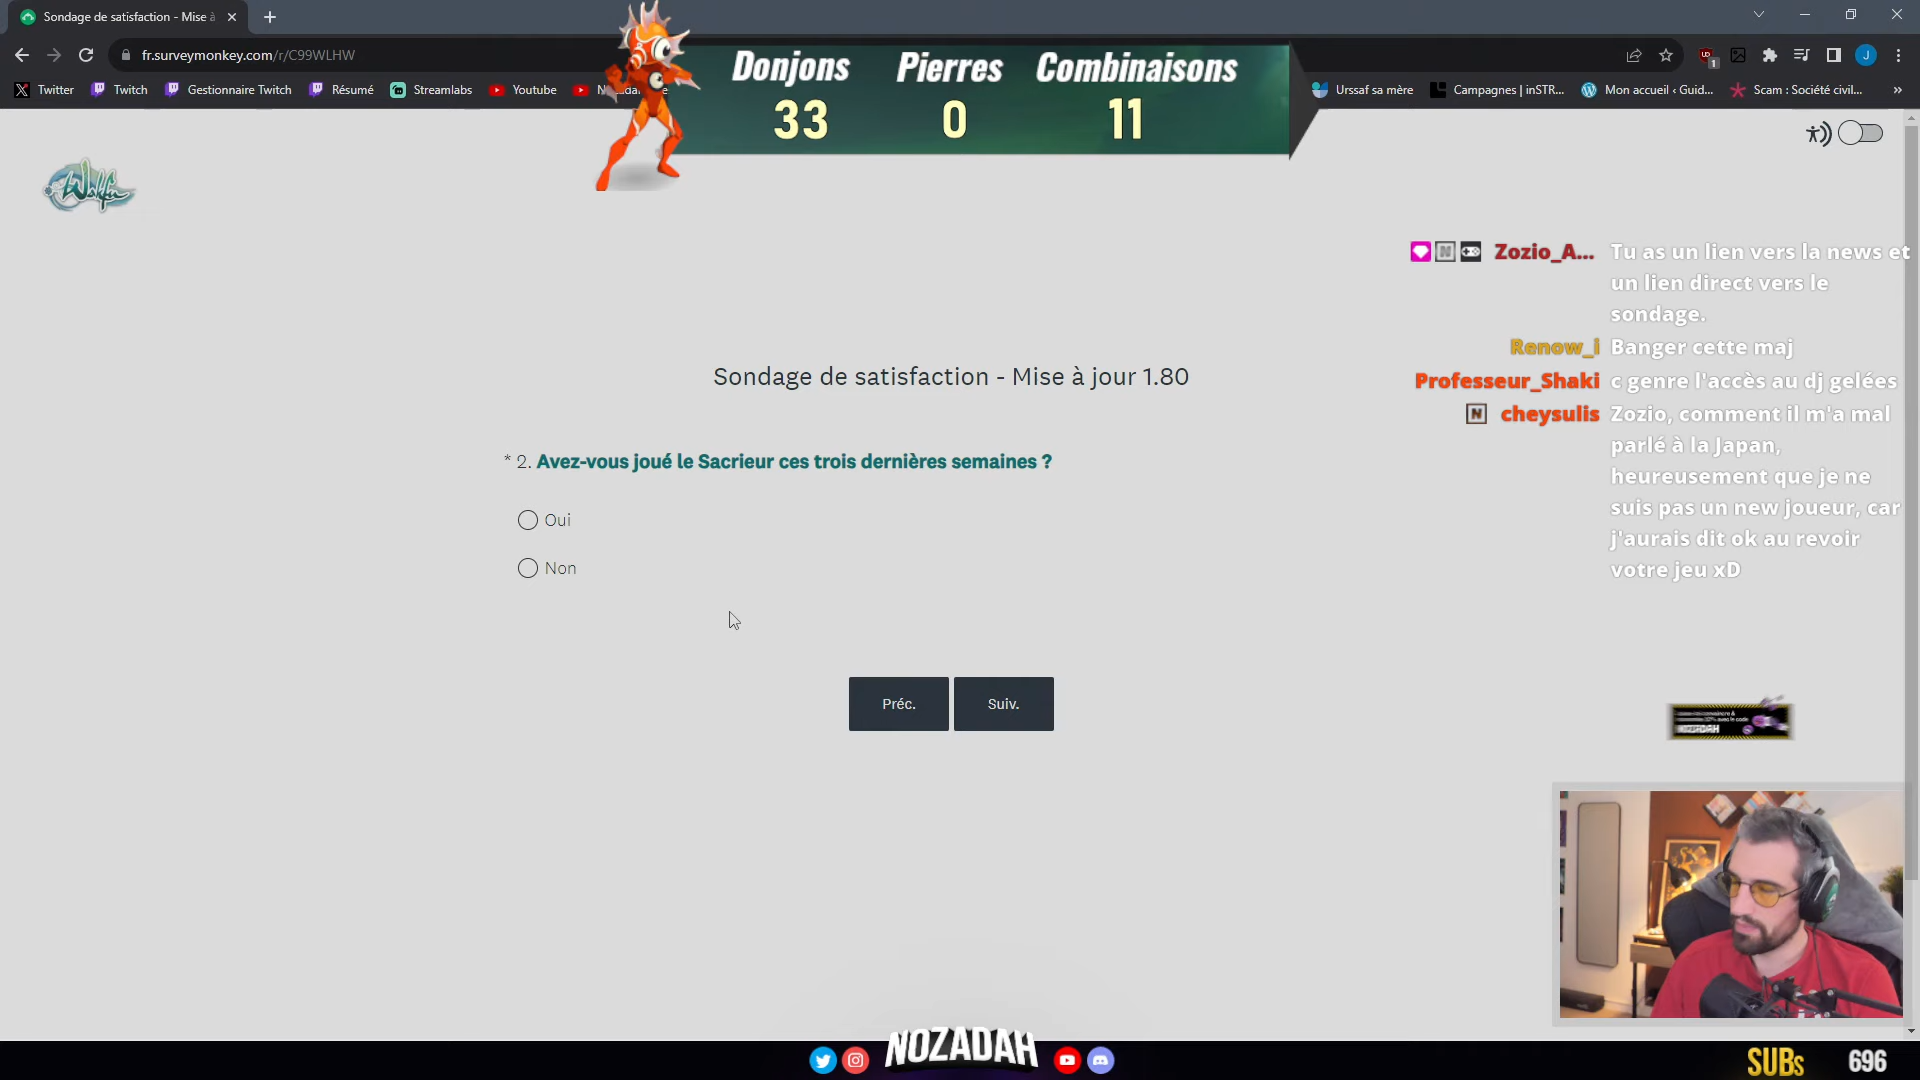 Sondage de satisfaction - Mise à
fr.surveymonkey.com/r/C99WLHW
Twitter
Twitch
Gestionnaire Twitch
Résumé
Streamlabs
Youtube
Urssaf sa mère
Campagnes | inSTR...
Mon accueil ‹ Guid...
Scam : Société civil...
»
1
J
Donjons Pierres Combinaisons
33 0 11
Wakfu
Zozio_A... Tu as un lien vers la news et
un lien direct vers le
sondage.
Renow_i Banger cette maj
Professeur_Shaki c genre l'accès au dj gelées
N cheysulis Zozio, comment il m'a mal
parlé à la Japan,
heureusement que je ne
suis pas un new joueur, car
j'aurais dit ok au revoir
votre jeu xD
Sondage de satisfaction - Mise à jour 1.80
* 2. Avez-vous joué le Sacrieur ces trois dernières semaines ?
Oui
Non
Préc.
Suiv.
NOZADAH
NOZADAH
SUBs 696